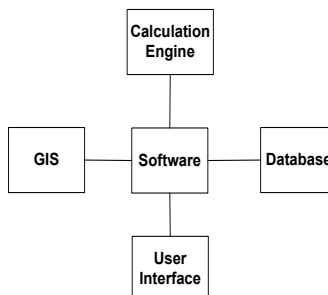 Calculation
Engine
GIS
Software
Database
User
Interface